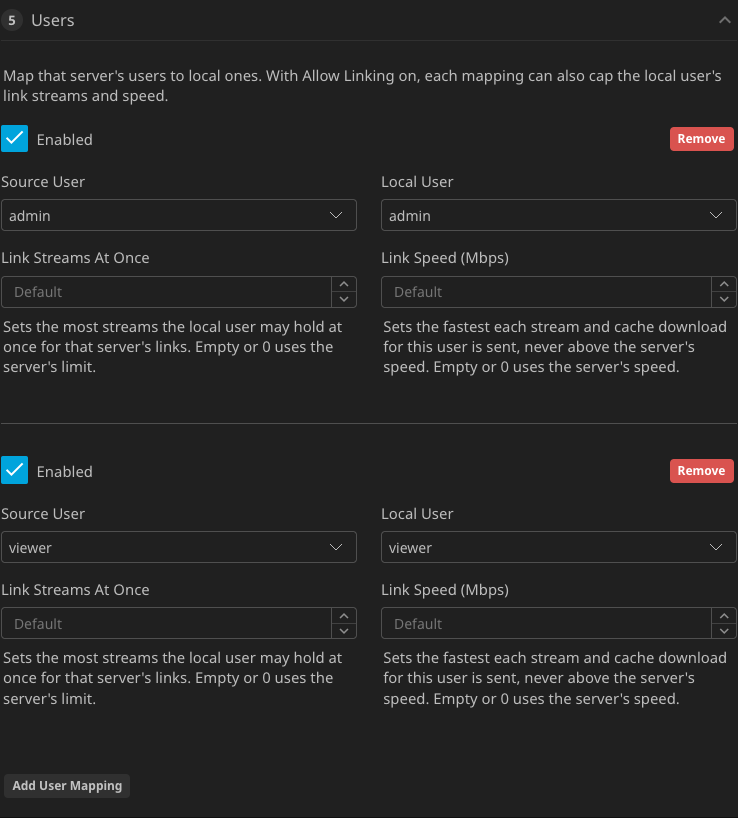 5 Users
Map that server's users to local ones. With Allow Linking on, each mapping can also cap the local user's
link streams and speed.
Enabled
Remove
Source User
Local User
admin
admin
Link Streams At Once
Link Speed (Mbps)
Default
Default
Sets the most streams the local user may hold at
once for that server's links. Empty or 0 uses the
server's limit.
Sets the fastest each stream and cache download
for this user is sent, never above the server's
speed. Empty or 0 uses the server's speed.
Enabled
Remove
Source User
Local User
viewer
viewer
Link Streams At Once
Link Speed (Mbps)
Default
Default
Sets the most streams the local user may hold at
once for that server's links. Empty or 0 uses the
server's limit.
Sets the fastest each stream and cache download
for this user is sent, never above the server's
speed. Empty or 0 uses the server's speed.
Add User Mapping